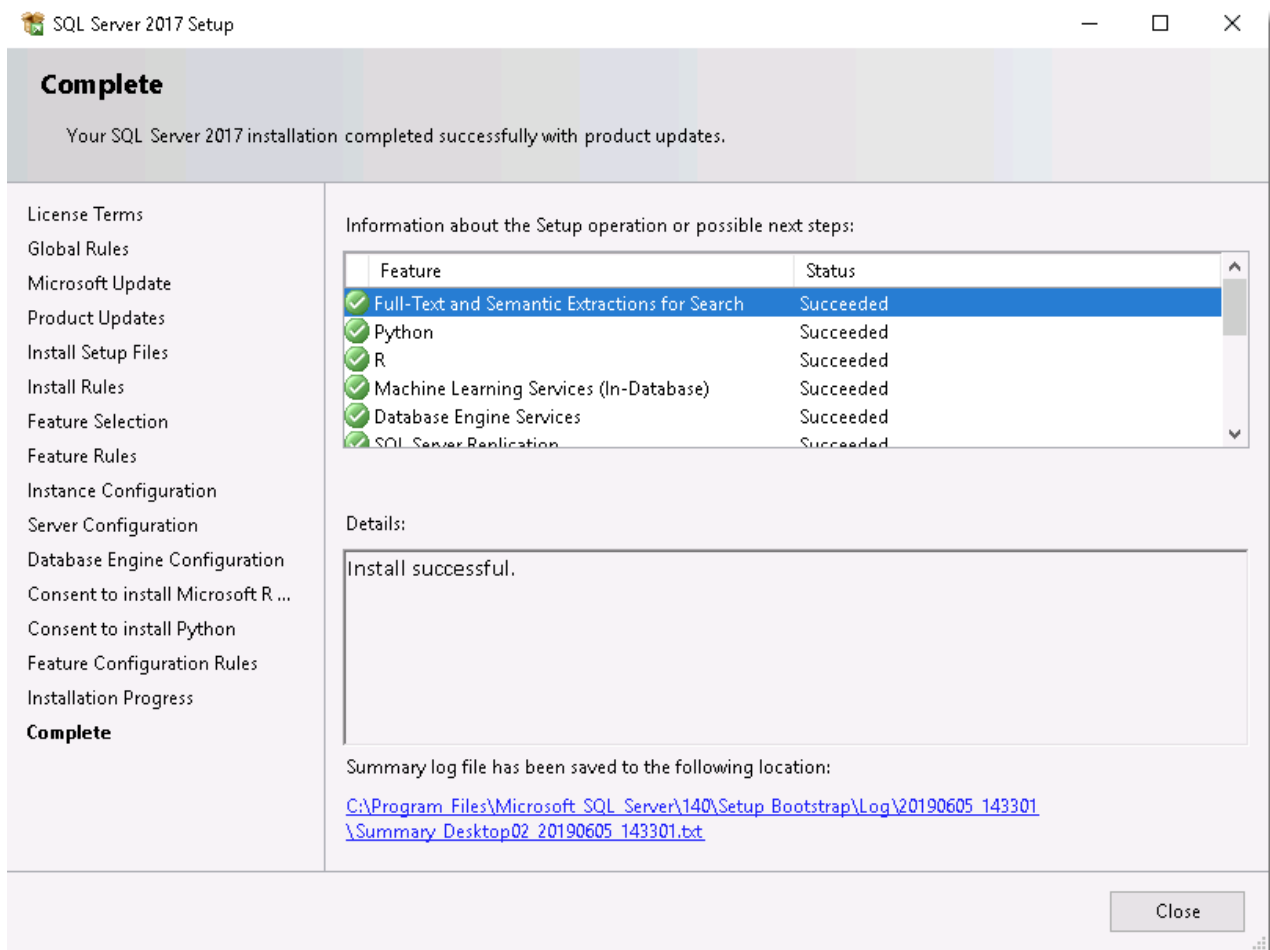 SQL Server 2017 Setup
Complete
Your SQL Server 2017 installation completed successfully with product updates.
License Terms
Global Rules
Microsoft Update
Product Updates
Install Setup Files
Install Rules
Feature Selection
Feature Rules
Instance Configuration
Server Configuration
Database Engine Configuration
Consent to install Microsoft R ...
Consent to install Python
Feature Configuration Rules
Installation Progress
Complete
Information about the Setup operation or possible next steps:
Feature Status
Full-Text and Semantic Extractions for Search Succeeded
Python Succeeded
R Succeeded
Machine Learning Services (In-Database) Succeeded
Database Engine Services Succeeded
SQL Server Replication Succeeded
Details:
Install successful.
Summary log file has been saved to the following location:
C:\Program Files\Microsoft SQL Server\140\Setup Bootstrap\Log\20190605_143301
\Summary_Desktop02_20190605_143301.txt
Close